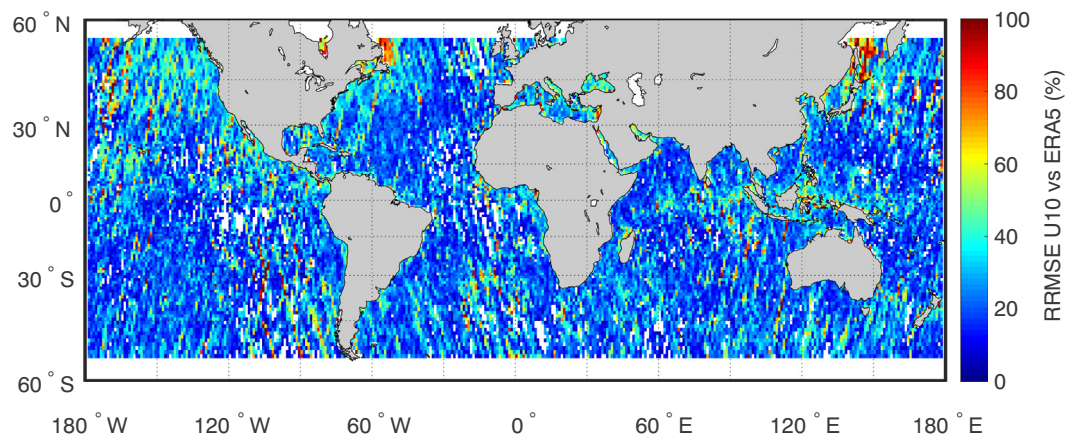 60 ° N
30 ° N
0 °
30 ° S
60 ° S
180 ° W
120 ° W
60 ° W
0 °
60 ° E
120 ° E
180 ° E
100
80
60
40
20
0
RRMSE U10 vs ERA5 (%)